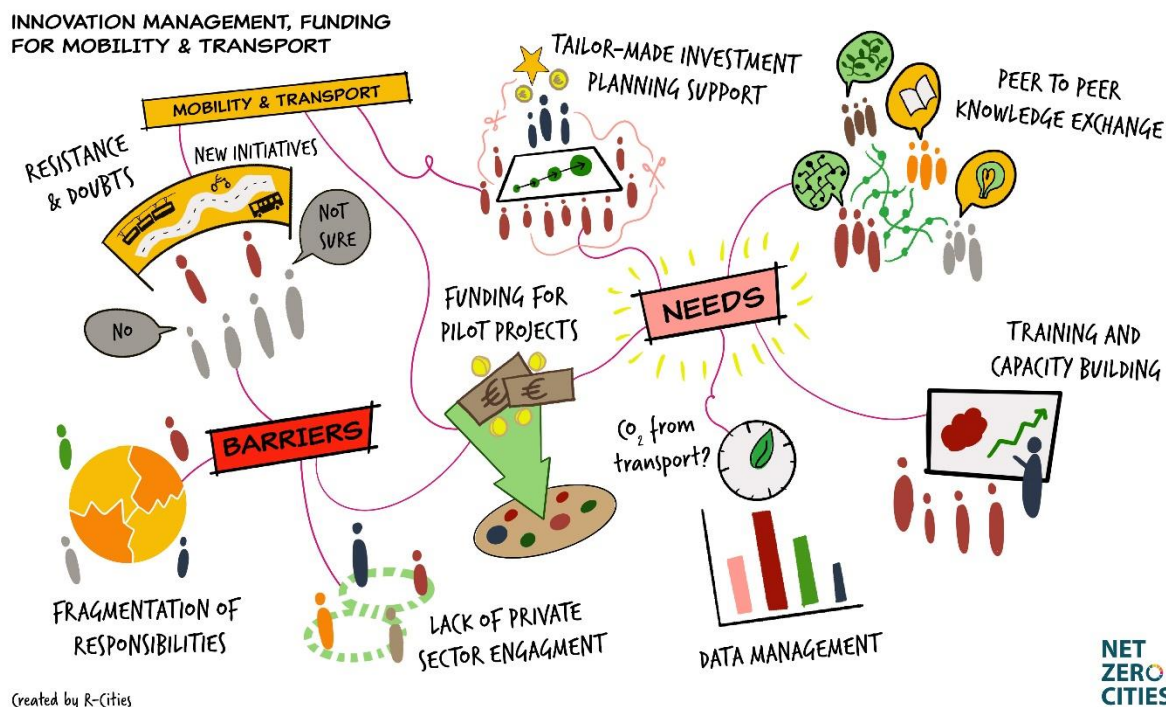 INNOVATION MANAGEMENT, FUNDING
FOR MOBILITY & TRANSPORT
MOBILITY & TRANSPORT
RESISTANCE
& DOUBTS
NEW INITIATIVES
NOT
SURE
NO
TAILOR-MADE INVESTMENT
PLANNING SUPPORT
PEER TO PEER
KNOWLEDGE EXCHANGE
NEEDS
FUNDING FOR
PILOT PROJECTS
€
€
TRAINING AND
CAPACITY BUILDING
BARRIERS
CO₂ from
transport?
FRAGMENTATION OF
RESPONSIBILITIES
LACK OF PRIVATE
SECTOR ENGAGMENT
DATA MANAGEMENT
Created by R-Cities
NET
ZERO
CITIES